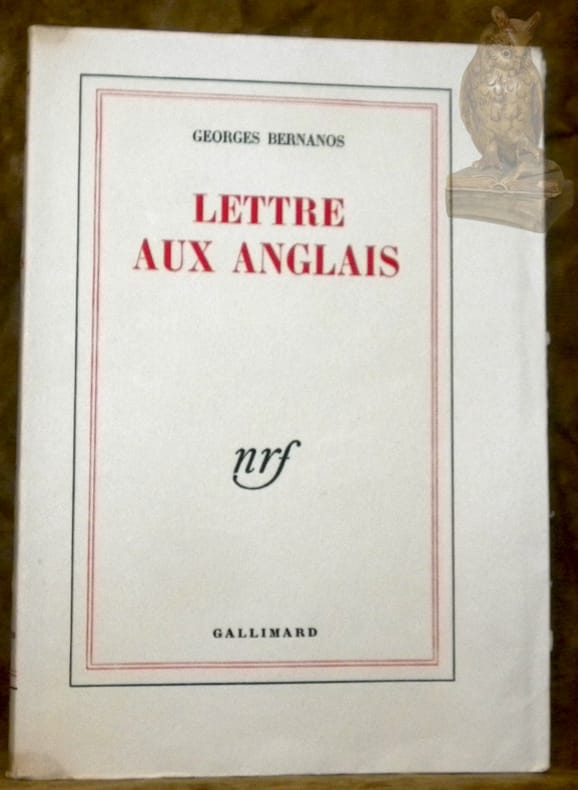 GEORGES BERNANOS
LETTRE
AUX ANGLAIS
nrf
GALLIMARD